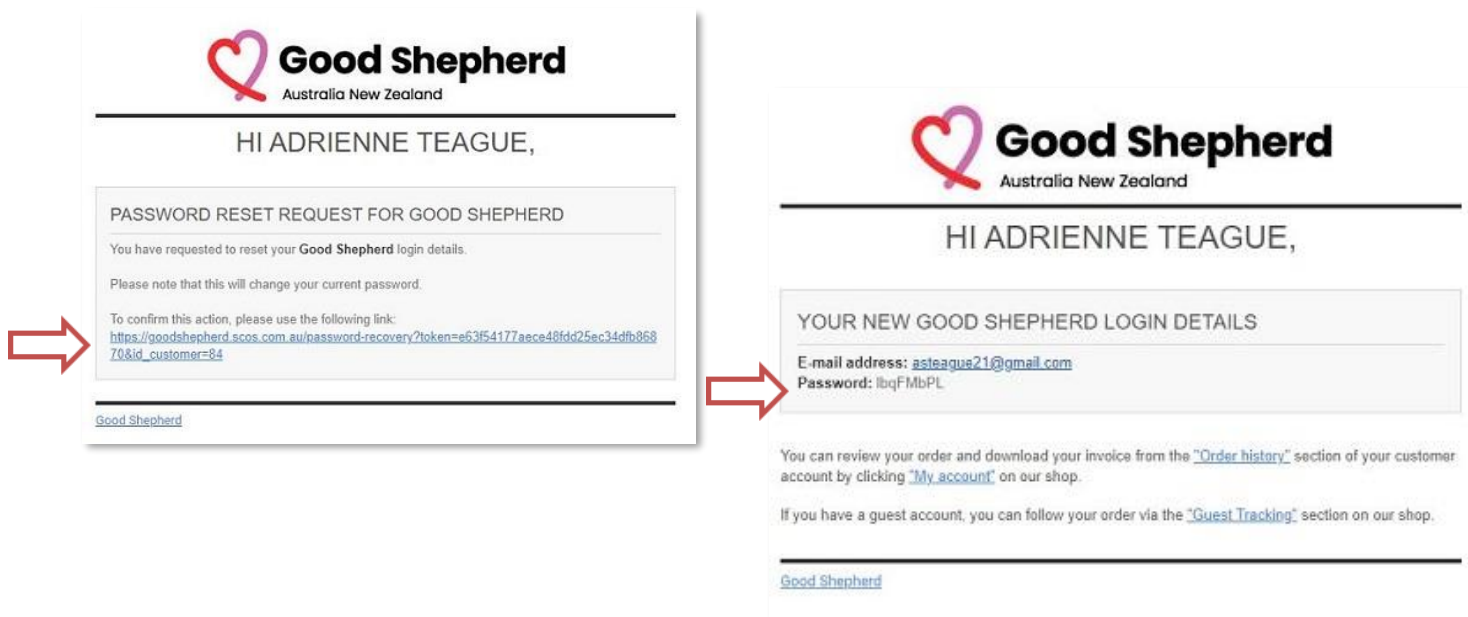 Good Shepherd
Australia New Zealand
HI ADRIENNE TEAGUE,
PASSWORD RESET REQUEST FOR GOOD SHEPHERD
You have requested to reset your Good Shepherd login details.
Please note that this will change your current password.
To confirm this action, please use the following link:
https://goodshepherd.scos.com.au/password-recovery?token=e63f54177aece48fdd25ec34dfb868
70&id_customer=84
Good Shepherd
Good Shepherd
Australia New Zealand
HI ADRIENNE TEAGUE,
YOUR NEW GOOD SHEPHERD LOGIN DETAILS
E-mail address: asteague21@gmail.com
Password: lbqFMbPL
You can review your order and download your invoice from the "Order history" section of your customer
account by clicking "My account" on our shop.
If you have a guest account, you can follow your order via the "Guest Tracking" section on our shop.
Good Shepherd